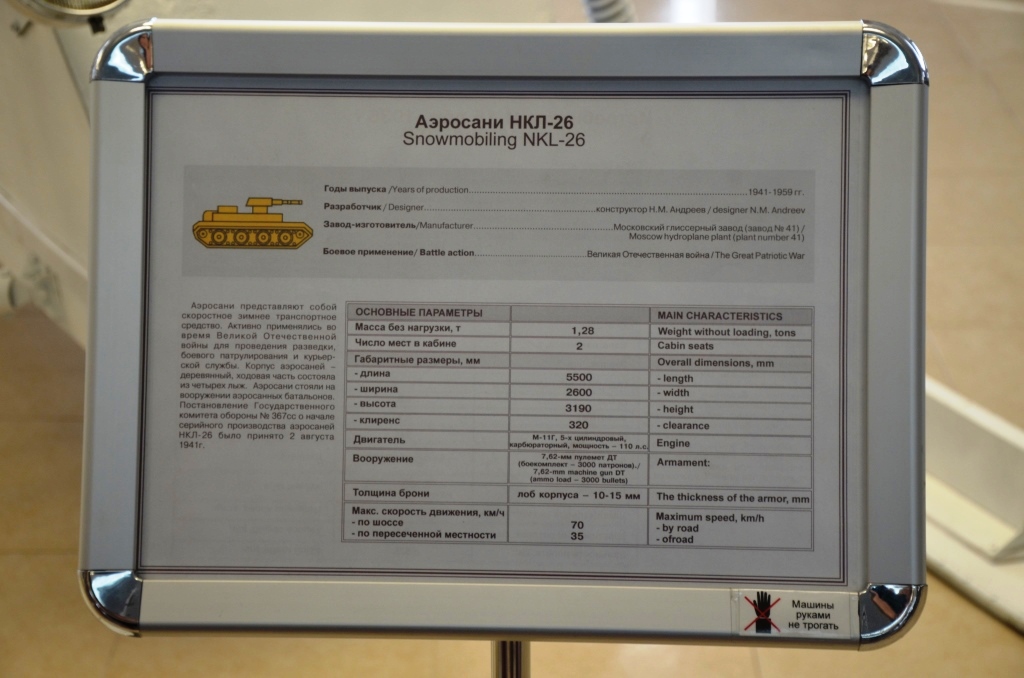 Аэросани НКЛ-26
Snowmobiling NKL-26
Годы выпуска /Years of production........................1941-1959 гг.
Разработчик / Designer........................конструктор Н.М. Андреев / designer N.M. Andreev
Завод-изготовитель/Manufacturer........................Московский глиссерный завод (завод № 41) /
Moscow hydroplane plant (plant number 41)
Боевое применение/ Battle action........................Великая Отечественная война / The Great Patriotic War
Аэросани представляют собой
скоростное зимнее транспортное
средство. Активно применялись во
время Великой Отечественной
войны для проведения разведки,
боевого патрулирования и курьер-
ской службы. Корпус аэросаней –
деревянный, ходовая часть состояла
из четырех лыж. Аэросани стояли на
вооружении аэросанных батальонов.
Постановление Государственного
комитета обороны № 367сс о начале
серийного производства аэросаней
НКЛ-26 было принято 2 августа
1941г.
ОСНОВНЫЕ ПАРАМЕТРЫ MAIN CHARACTERISTICS
Масса без нагрузки, т 1,28 Weight without loading, tons
Число мест в кабине 2 Cabin seats
Габаритные размеры, мм Overall dimensions, mm
- длина 5500 - length
- ширина 2600 - width
- высота 3190 - height
- клиренс 320 - clearance
Двигатель М-11Г, 5-х цилиндровый, Engine
карбюраторный, мощность – 110 л.с.
Вооружение 7,62-мм пулемет ДТ Armament:
(боекомплект – 3000 патронов)./
7,62-mm machine gun DT
(ammo load – 3000 bullets)
Толщина брони лоб корпуса – 10-15 мм The thickness of the armor, mm
Макс. скорость движения, км/ч Maximum speed, km/h
- по шоссе 70 - by road
- по пересеченной местности 35 - ofroad
Машины
руками
не трогать